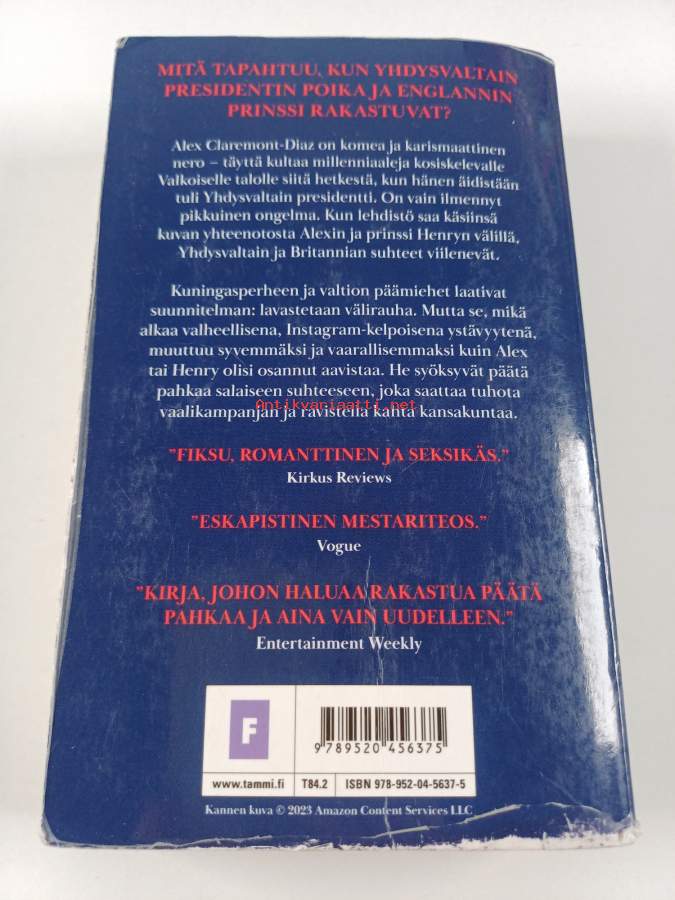 MITÄ TAPAHTUU, KUN YHDYSVALTAIN
PRESIDENTIN POIKA JA ENGLANNIN
PRINSSI RAKASTUVAT?
Alex Claremont-Diaz on komea ja karismaattinen
nero – täyttä kultaa millenniaaleja kosiskelevalle
Valkoiselle talolle siitä hetkestä, kun hänen äidistään
tuli Yhdysvaltain presidentti. On vain ilmennyt
pikkuinen ongelma. Kun lehdistö saa käsiinsä
kuvan yhteenotosta Alexin ja prinssi Henryn välillä,
Yhdysvaltain ja Britannian suhteet viilenevät.
Kuningasperheen ja valtion päämiehet laativat
suunnitelman: lavastetaan välirauha. Mutta se, mikä
alkaa valheellisena, Instagram-kelpoisena ystävyytenä,
muuttuu syvemmäksi ja vaarallisemmaksi kuin Alex
tai Henry olisi osannut aavistaa. He syöksyvät päätä
pahkaa salaiseen suhteeseen, joka saattaa tuhota
Antikvariaatti.net
vaalikampanjan ja ravistella kahta kansakuntaa.
”FIKSU, ROMANTTINEN JA SEKSIKÄS.”
Kirkus Reviews
”ESKAPISTINEN MESTARITEOS.”
Vogue
”KIRJA, JOHON HALUAA RAKASTUA PÄÄTÄ
PAHKAA JA AINA VAIN UUDELLEEN.”
Entertainment Weekly
F
9 789520 456375
www.tammi.fi T84.2 ISBN 978-952-04-5637-5
Kannen kuva © 2023 Amazon Content Services LLC